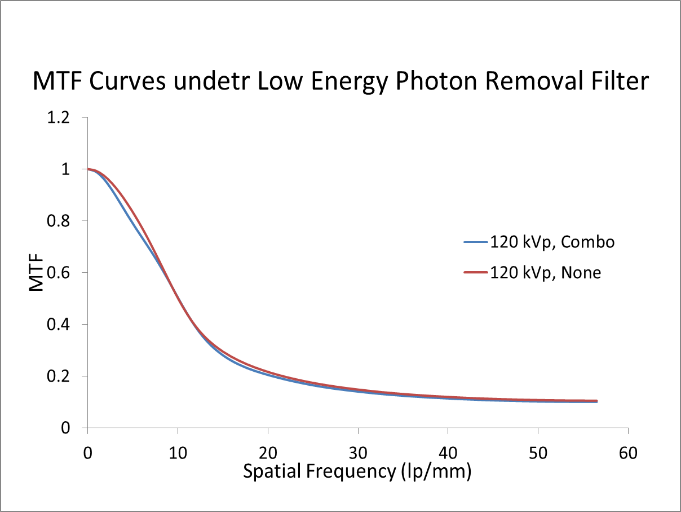 MTF Curves undetr Low Energy Photon Removal Filter
1.2
1
0.8
0.6
0.4
0.2
0
MTF
120 kVp, Combo
120 kVp, None
0 10 20 30 40 50 60
Spatial Frequency (lp/mm)